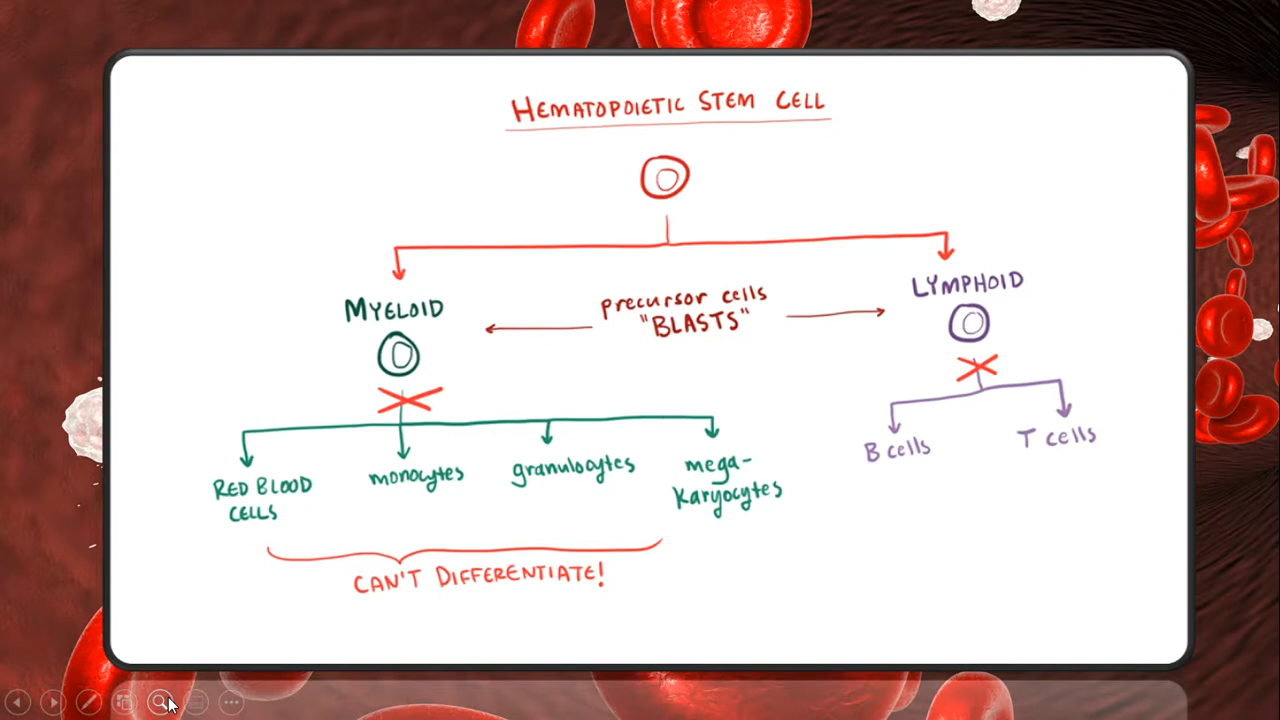 HEMATOPOIETIC STEM CELL
MYELOID
precursor cells
"BLASTS"
LYMPHOID
RED BLOOD
CELLS
monocytes
granulocytes
mega-
Karyocytes
B cells
T cells
CAN'T DIFFERENTIATE!